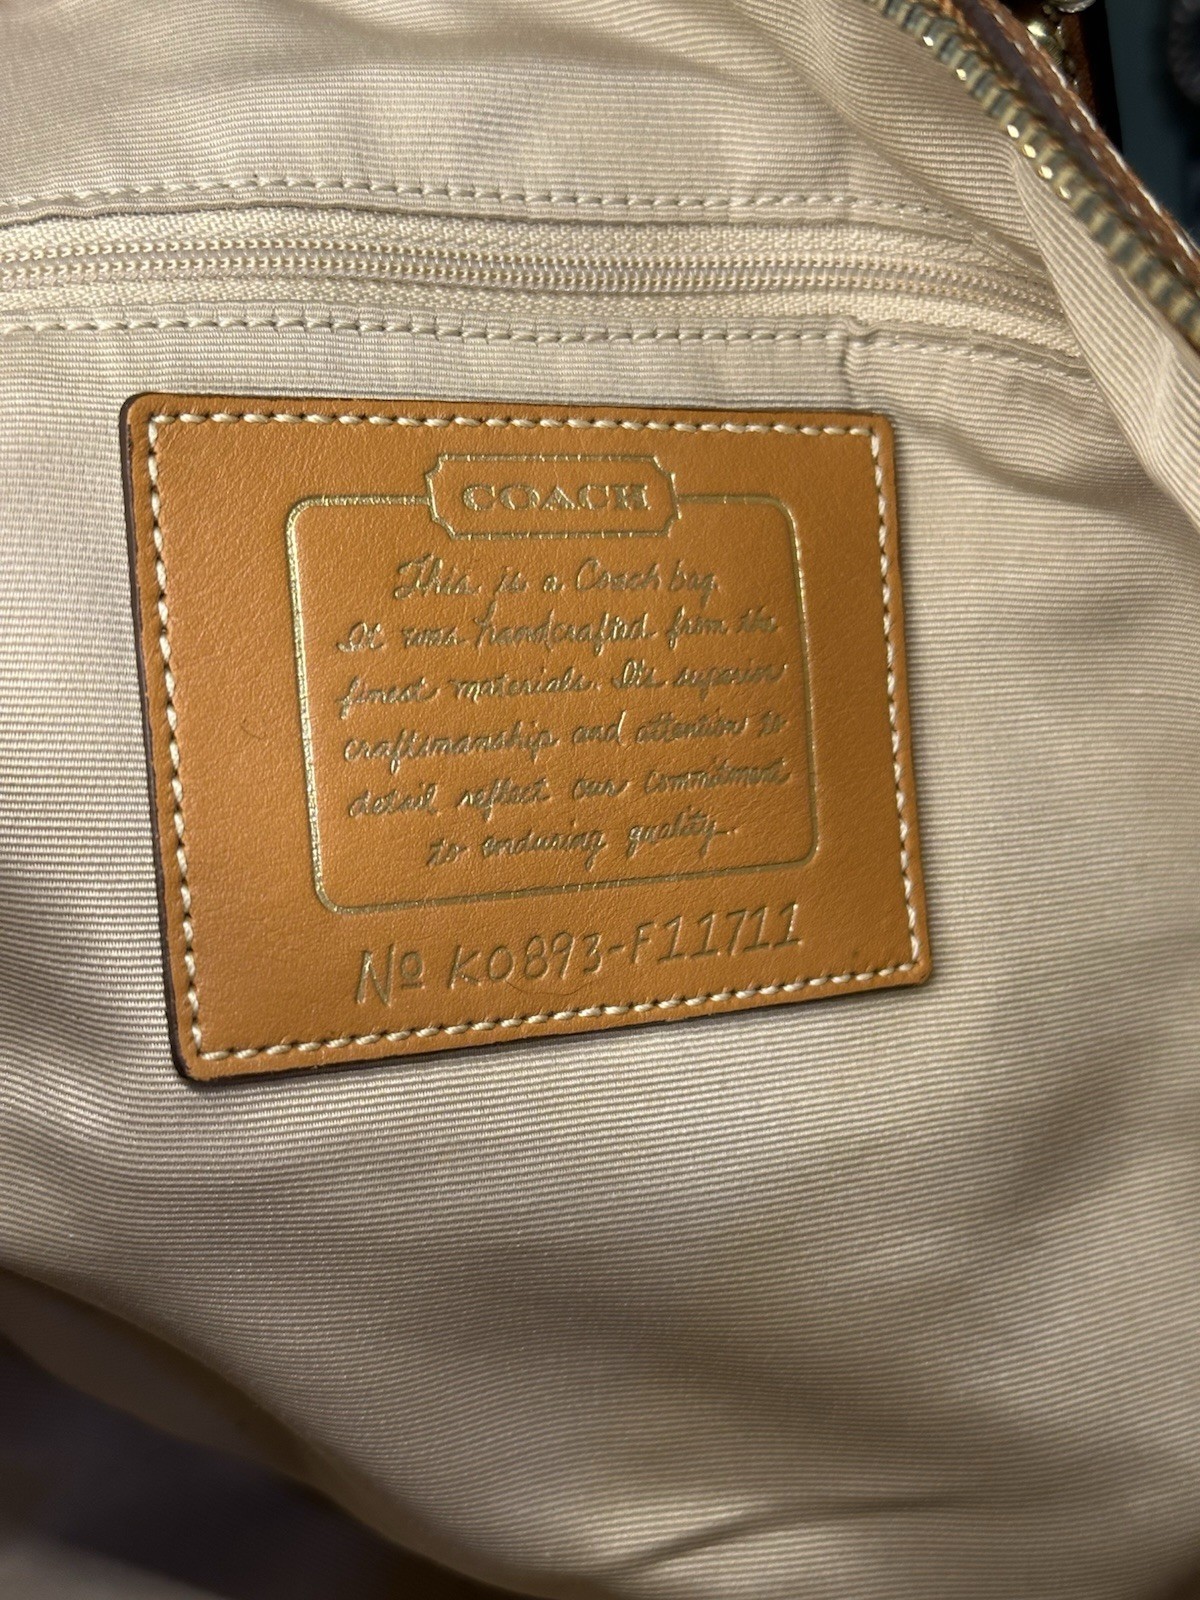 COACH
This is a Coach bag.
It was handcrafted from the
finest materials. Its superior
craftsmanship and attention to
detail reflect our commitment
to enduring quality.
Nº K0893-F11711